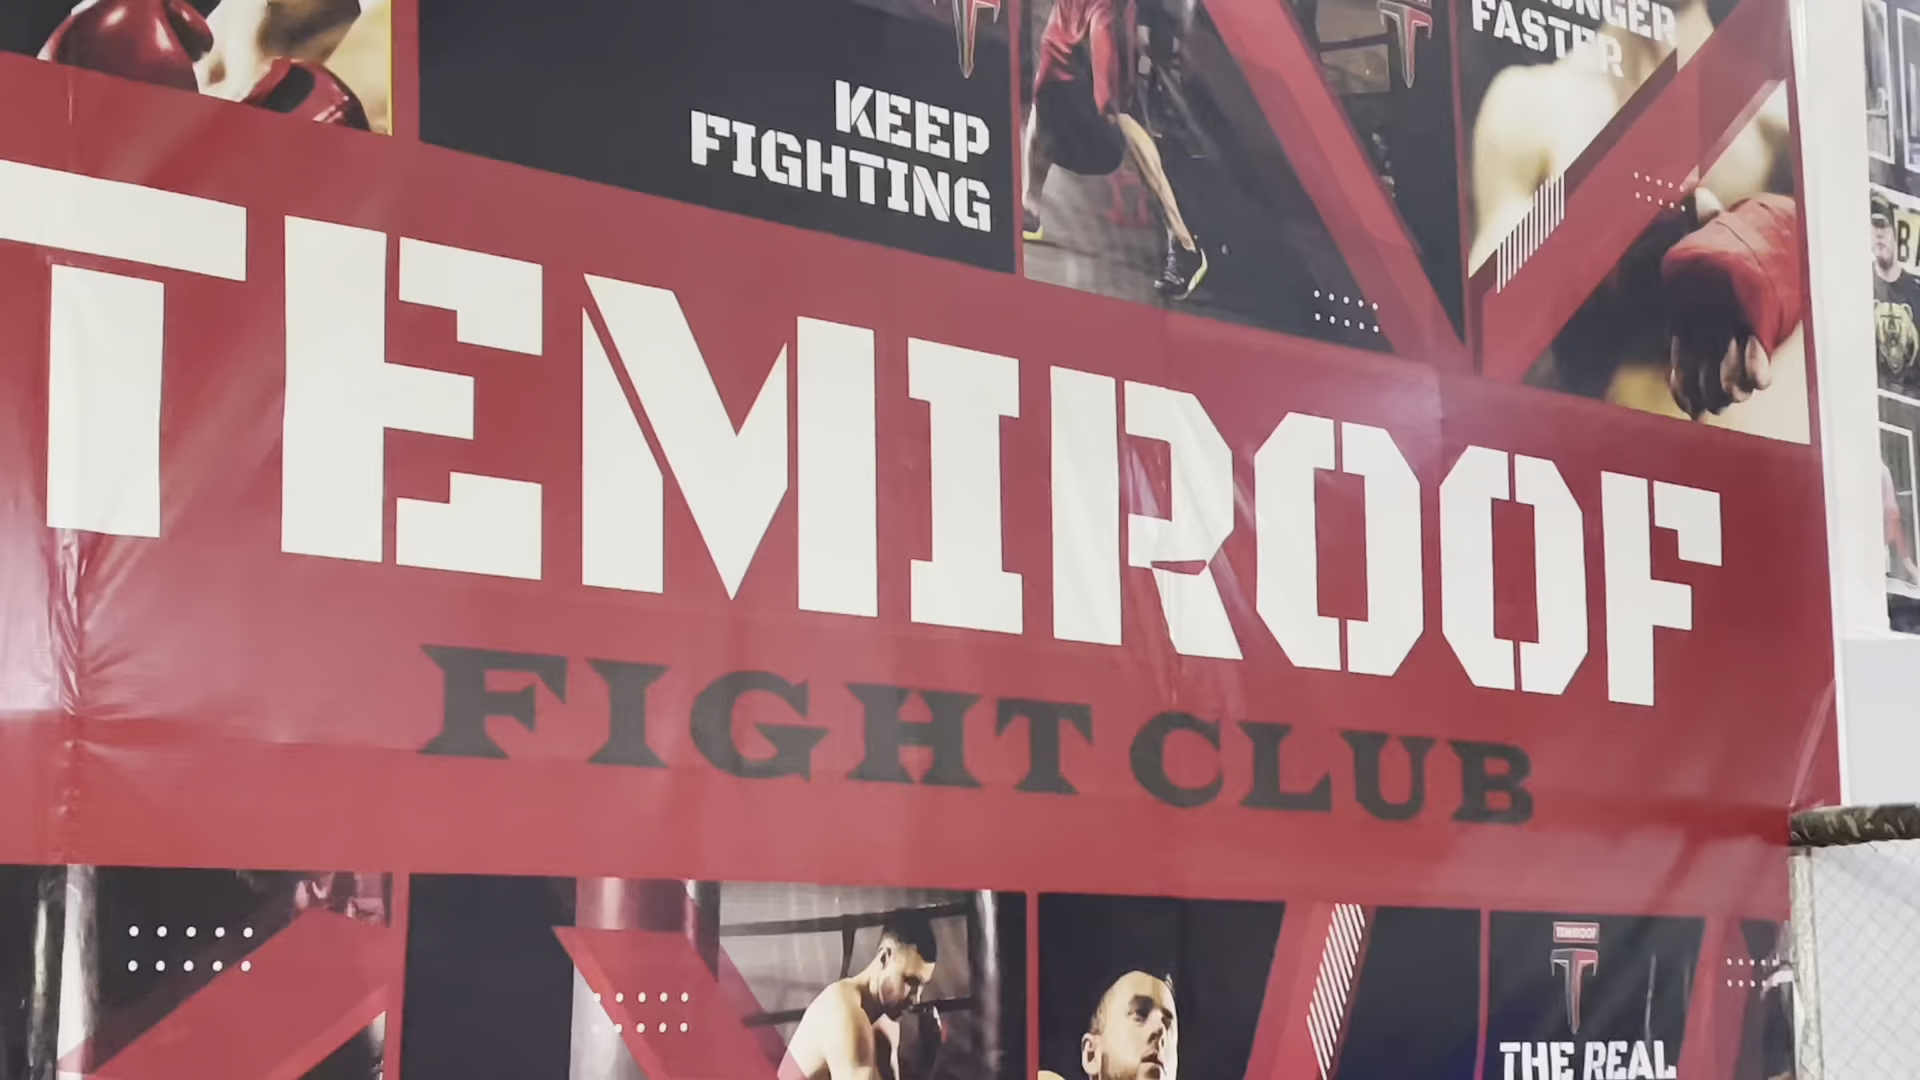 KEEP
FIGHTING
FASTER
TEMIROOF
FIGHT CLUB
TEMIROOF
THE REAL